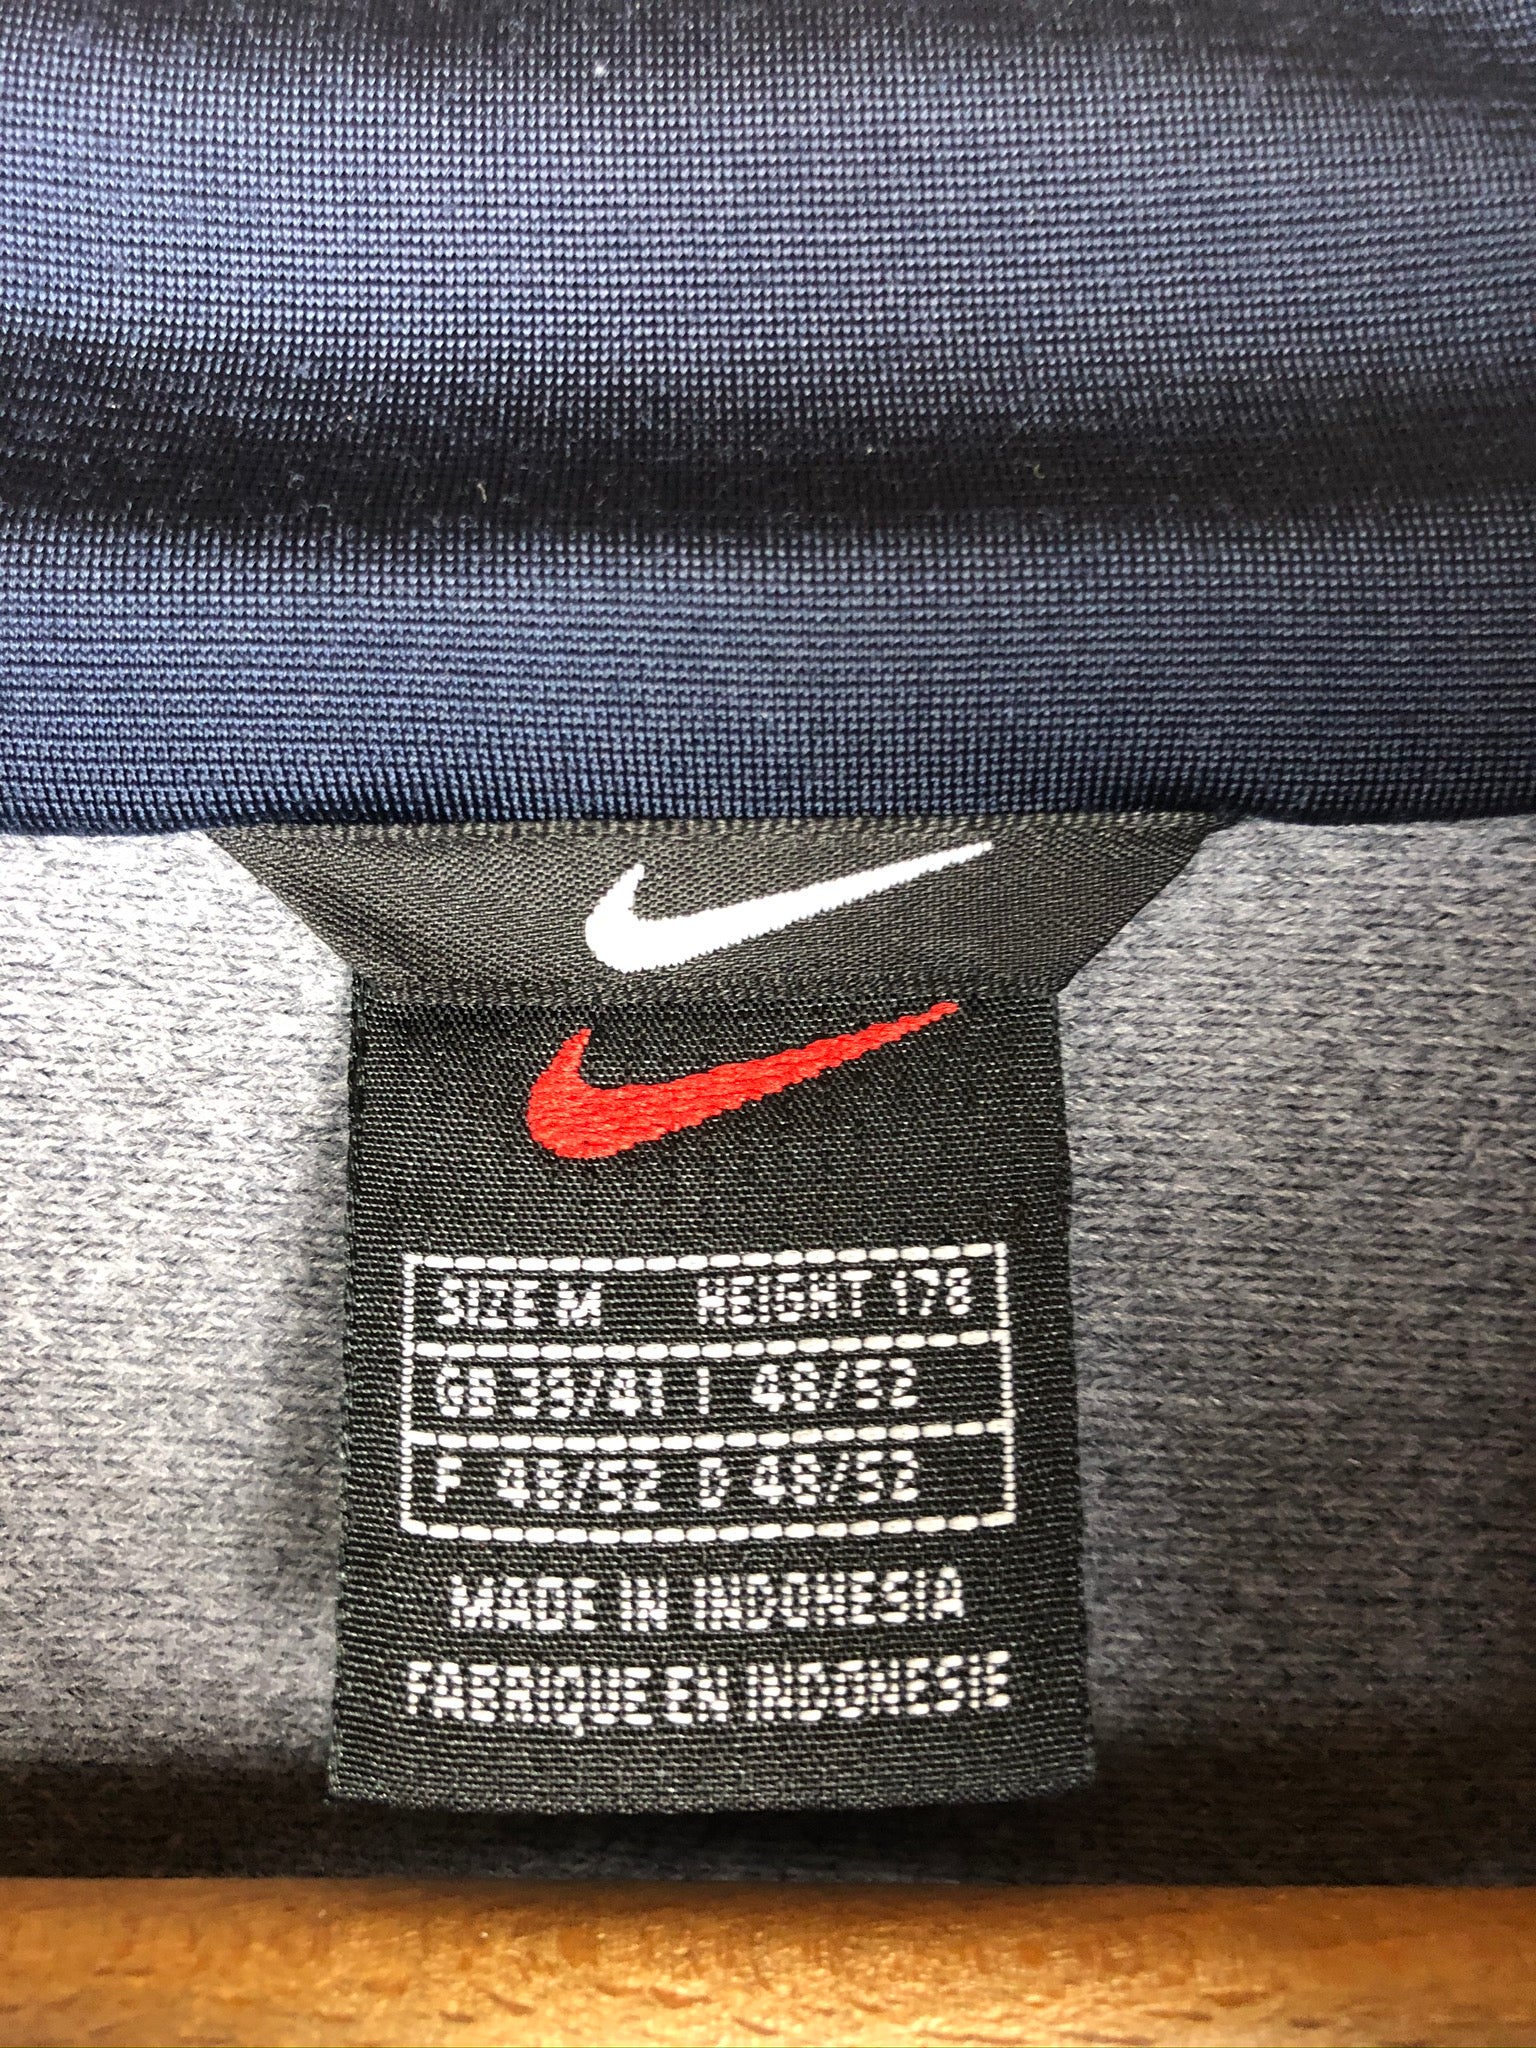 SIZE M HEIGHT 178
GB 39/41 I 48/52
F 48/52 D 48/52
MADE IN INDONESIA
FABRIQUE EN INDONESIE